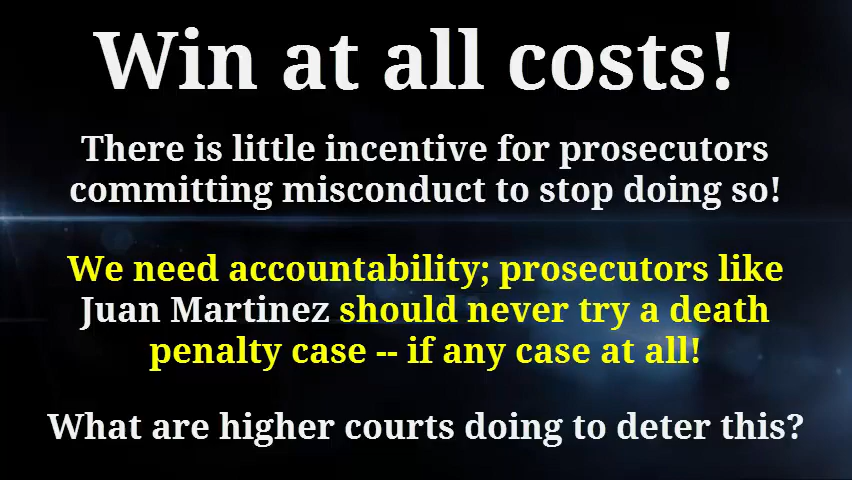 Win at all costs!
There is little incentive for prosecutors
committing misconduct to stop doing so!
We need accountability; prosecutors like
Juan Martinez should never try a death
penalty case -- if any case at all!
What are higher courts doing to deter this?